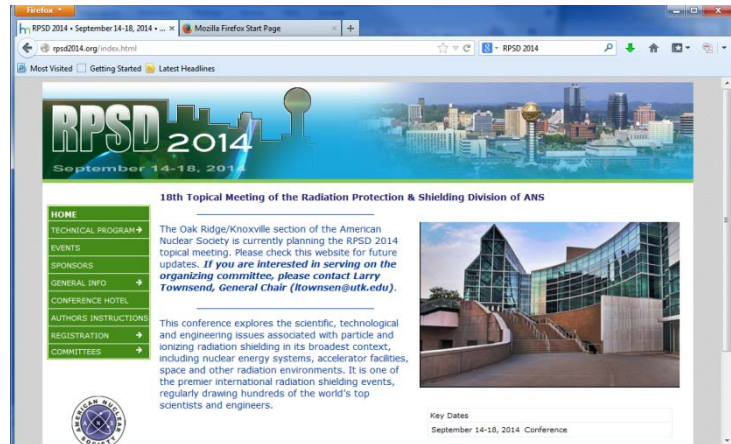 Firefox
RPSD 2014 • September 14-18, 2014 • ... ×
Mozilla Firefox Start Page ×
+
rpsd2014.org/index.html
RPSD 2014
Most Visited
Getting Started
Latest Headlines
RPSD 2014
September 14-18, 2014
18th Topical Meeting of the Radiation Protection & Shielding Division of ANS
HOME
TECHNICAL PROGRAM →
EVENTS
SPONSORS
GENERAL INFO →
CONFERENCE HOTEL
AUTHORS INSTRUCTIONS
REGISTRATION →
COMMITTEES →
The Oak Ridge/Knoxville section of the American
Nuclear Society is currently planning the RPSD 2014
topical meeting. Please check this website for future
updates. If you are interested in serving on the
organizing committee, please contact Larry
Townsend, General Chair (ltownsen@utk.edu).
This conference explores the scientific, technological
and engineering issues associated with particle and
ionizing radiation shielding in its broadest context,
including nuclear energy systems, accelerator facilities,
space and other radiation environments. It is one of
the premier international radiation shielding events,
regularly drawing hundreds of the world's top
scientists and engineers.
AMERICAN NUCLEAR SOCIETY
Key Dates
September 14-18, 2014 Conference